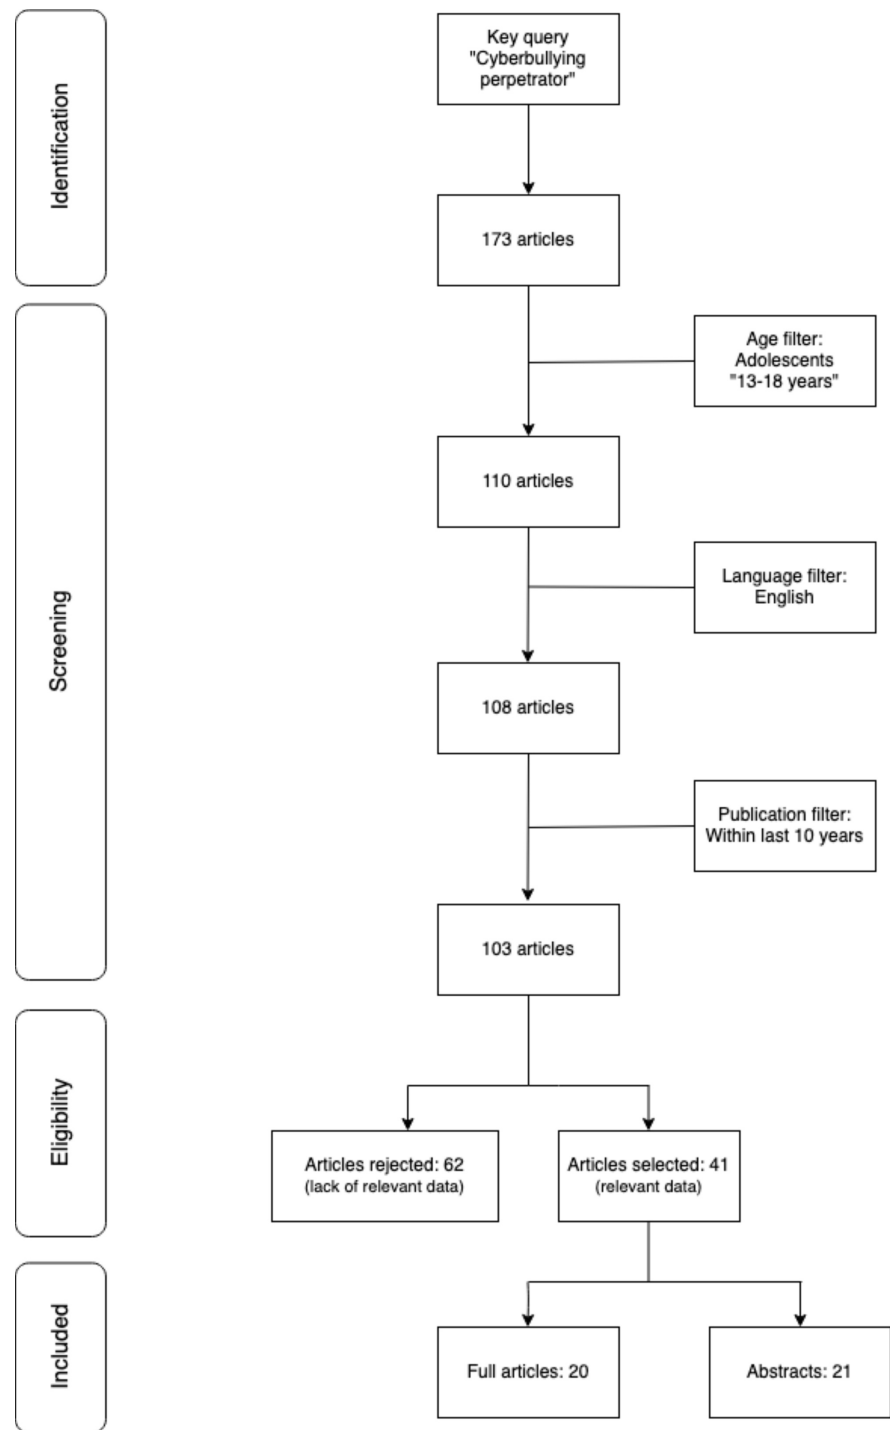 Identification
Key query
"Cyberbullying
perpetrator"
173 articles
Screening
Age filter:
Adolescents
"13-18 years"
110 articles
Language filter:
English
108 articles
Publication filter:
Within last 10 years
103 articles
Eligibility
Articles rejected: 62
(lack of relevant data)
Articles selected: 41
(relevant data)
Included
Full articles: 20
Abstracts: 21